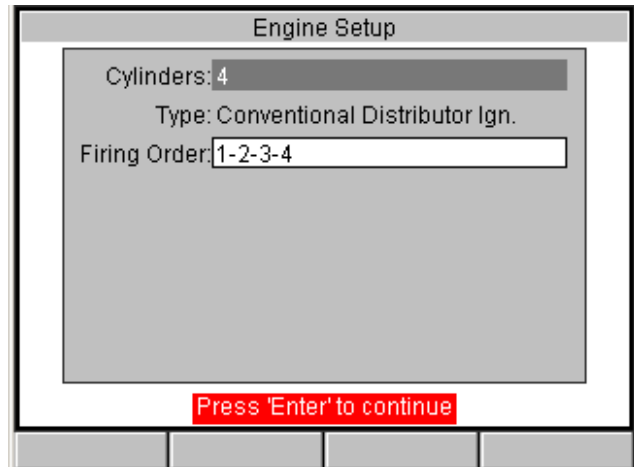 Engine Setup
Cylinders: 4
Type: Conventional Distributor Ign.
Firing Order: 1-2-3-4
Press 'Enter' to continue